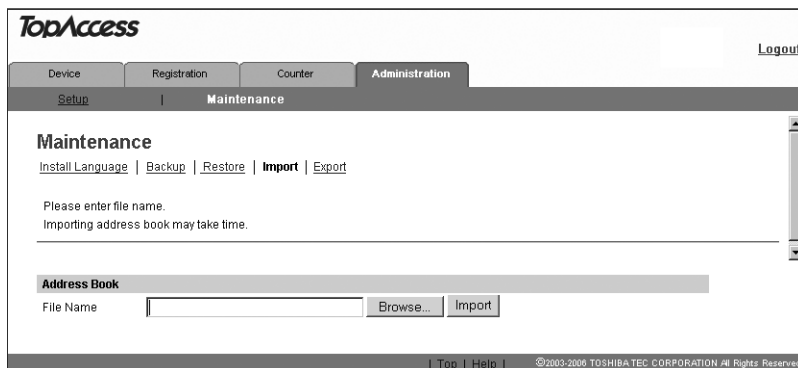 TopAccess
Logout
Device Registration Counter Administration
Setup | Maintenance
Maintenance
Install Language | Backup | Restore | Import | Export
Please enter file name.
Importing address book may take time.
Address Book
File Name Browse... Import
| Top | Help | ©2003-2006 TOSHIBA TEC CORPORATION All Rights Reserved